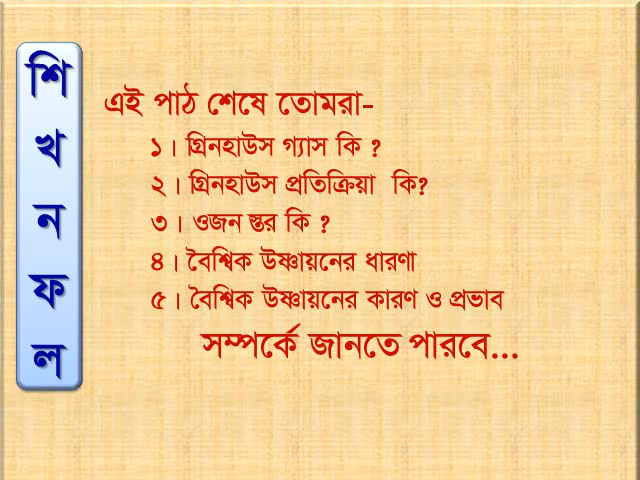 শিখনফল
এই পাঠ শেষে তোমরা-
১। গ্রিনহাউস গ্যাস কি ?
২। গ্রিনহাউস প্রতিক্রিয়া কি?
৩। ওজন স্তর কি ?
৪। বৈশ্বিক উষ্ণায়নের ধারণা
৫। বৈশ্বিক উষ্ণায়নের কারণ ও প্রভাব
সম্পর্কে জানতে পারবে...